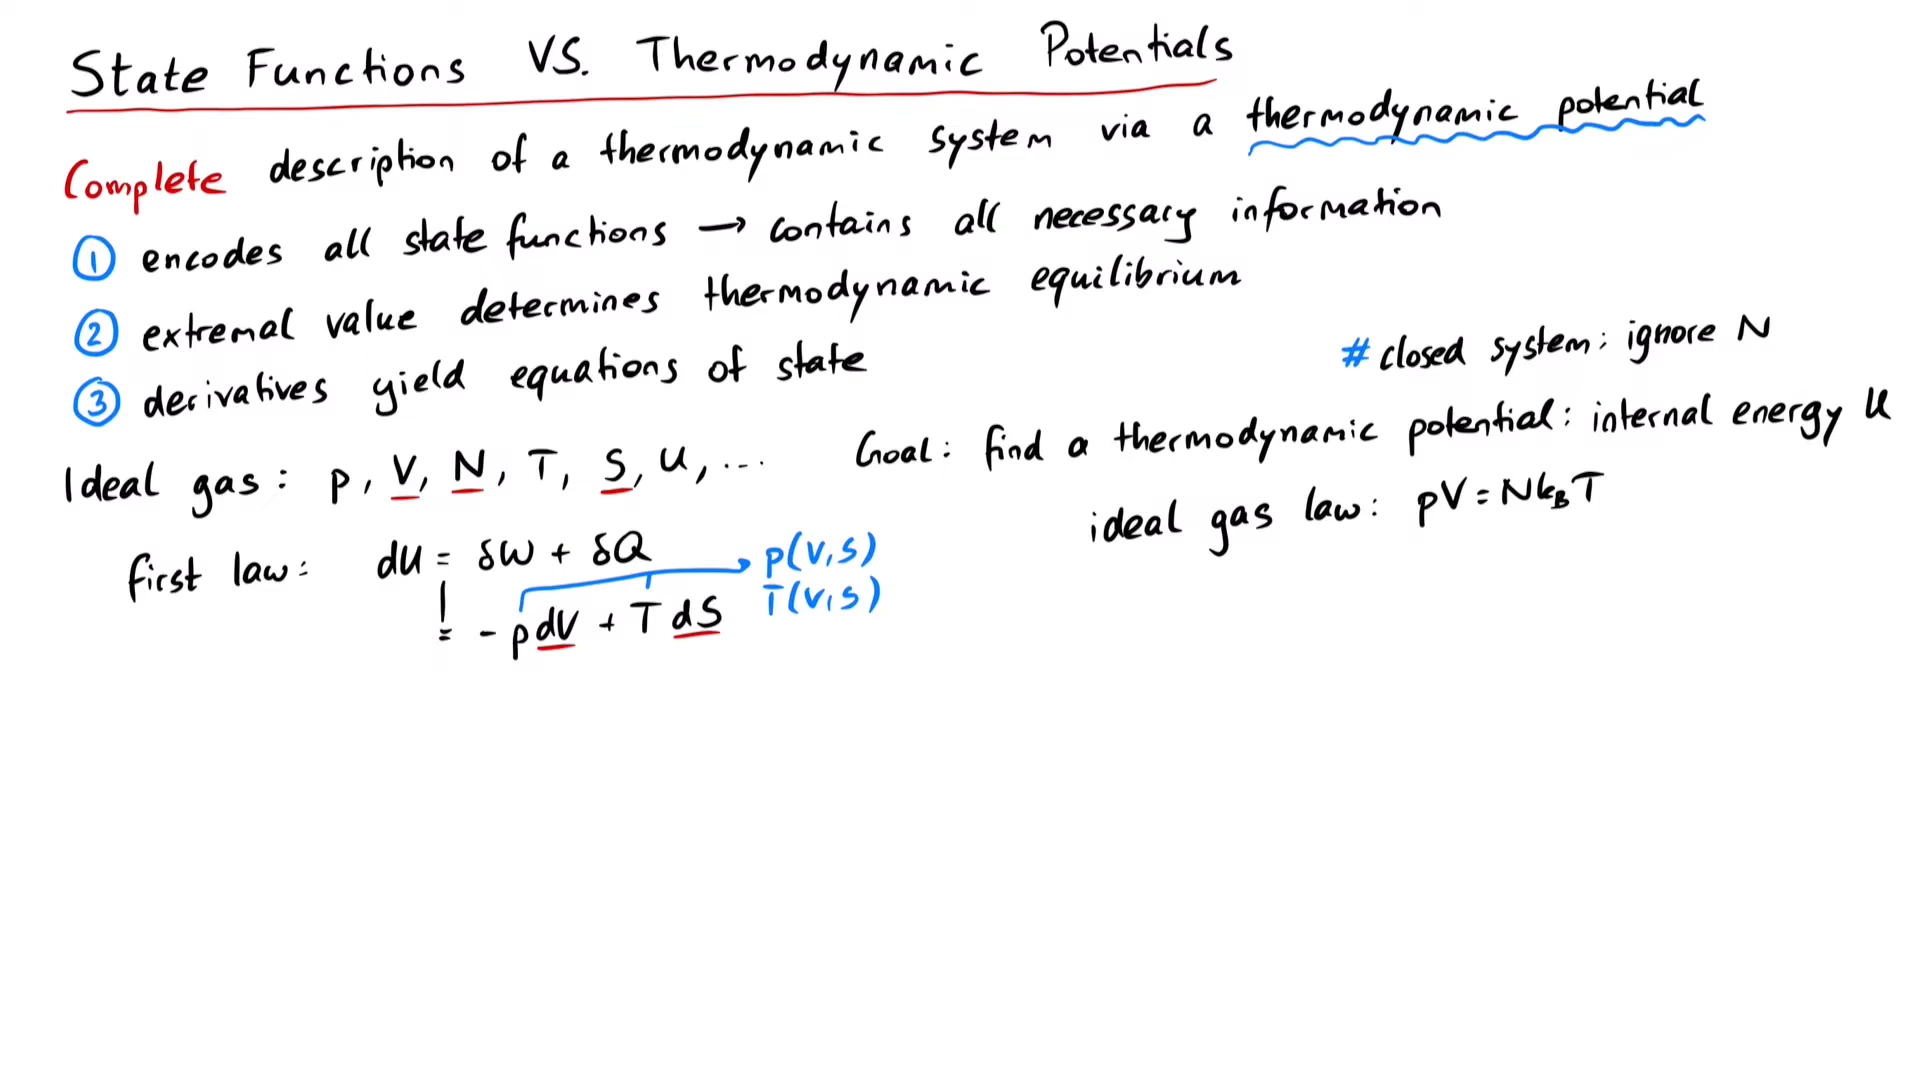 State Functions VS. Thermodynamic Potentials
Complete description of a thermodynamic system via a thermodynamic potential
① encodes all state functions → contains all necessary information
② extremal value determines thermodynamic equilibrium
③ derivatives yield equations of state
# closed system: ignore N
Ideal gas: p, V, N, T, S, U, ...
Goal: find a thermodynamic potential: internal energy U
ideal gas law: pV = Nk_BT
first law: dU = δW + δQ
p(V,S)
T(V,S)
! = - p dV + T dS